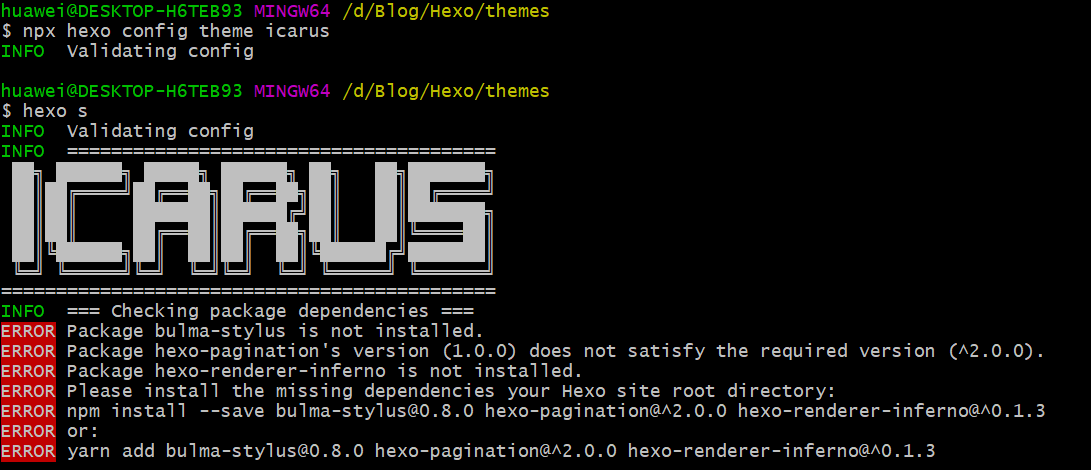 huawei@DESKTOP-H6TEB93 MINGW64 /d/Blog/Hexo/themes
$ npx hexo config theme icarus
INFO  Validating config
huawei@DESKTOP-H6TEB93 MINGW64 /d/Blog/Hexo/themes
$ hexo s
INFO  Validating config
INFO  =======================================
ICARUS
=============================================
INFO  === Checking package dependencies ===
ERROR Package bulma-stylus is not installed.
ERROR Package hexo-pagination's version (1.0.0) does not satisfy the required version (^2.0.0).
ERROR Package hexo-renderer-inferno is not installed.
ERROR Please install the missing dependencies your Hexo site root directory:
ERROR npm install --save bulma-stylus@0.8.0 hexo-pagination@^2.0.0 hexo-renderer-inferno@^0.1.3
ERROR or:
ERROR yarn add bulma-stylus@0.8.0 hexo-pagination@^2.0.0 hexo-renderer-inferno@^0.1.3